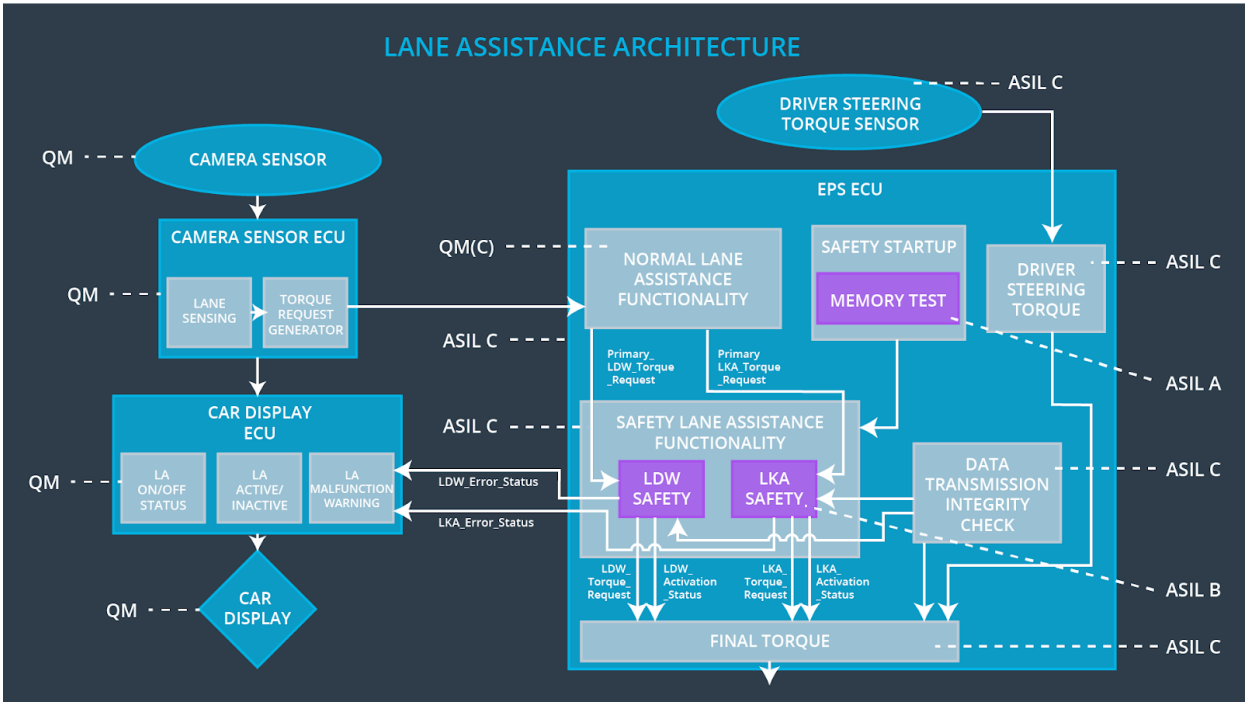 LANE ASSISTANCE ARCHITECTURE
ASIL C
DRIVER STEERING
TORQUE SENSOR
QM
CAMERA SENSOR
EPS ECU
CAMERA SENSOR ECU
QM(C)
NORMAL LANE
ASSISTANCE
FUNCTIONALITY
SAFETY STARTUP
MEMORY TEST
DRIVER
STEERING
TORQUE
ASIL C
QM
LANE
SENSING
TORQUE
REQUEST
GENERATOR
ASIL C
Primary_
LDW_Torque
_Request
Primary
LKA_Torque
_Request
ASIL A
CAR DISPLAY
ECU
ASIL C
SAFETY LANE ASSISTANCE
FUNCTIONALITY
QM
LA
ON/OFF
STATUS
LA
ACTIVE/
INACTIVE
LA
MALFUNCTION
WARNING
LDW_Error_Status
LKA_Error_Status
LDW
SAFETY
LKA
SAFETY
DATA
TRANSMISSION
INTEGRITY
CHECK
ASIL C
LDW_
Torque_
Request
LDW_
Activation
_Status
LKA_
Torque_
Request
LKA_
Activation
_Status
ASIL B
QM
CAR
DISPLAY
FINAL TORQUE
ASIL C